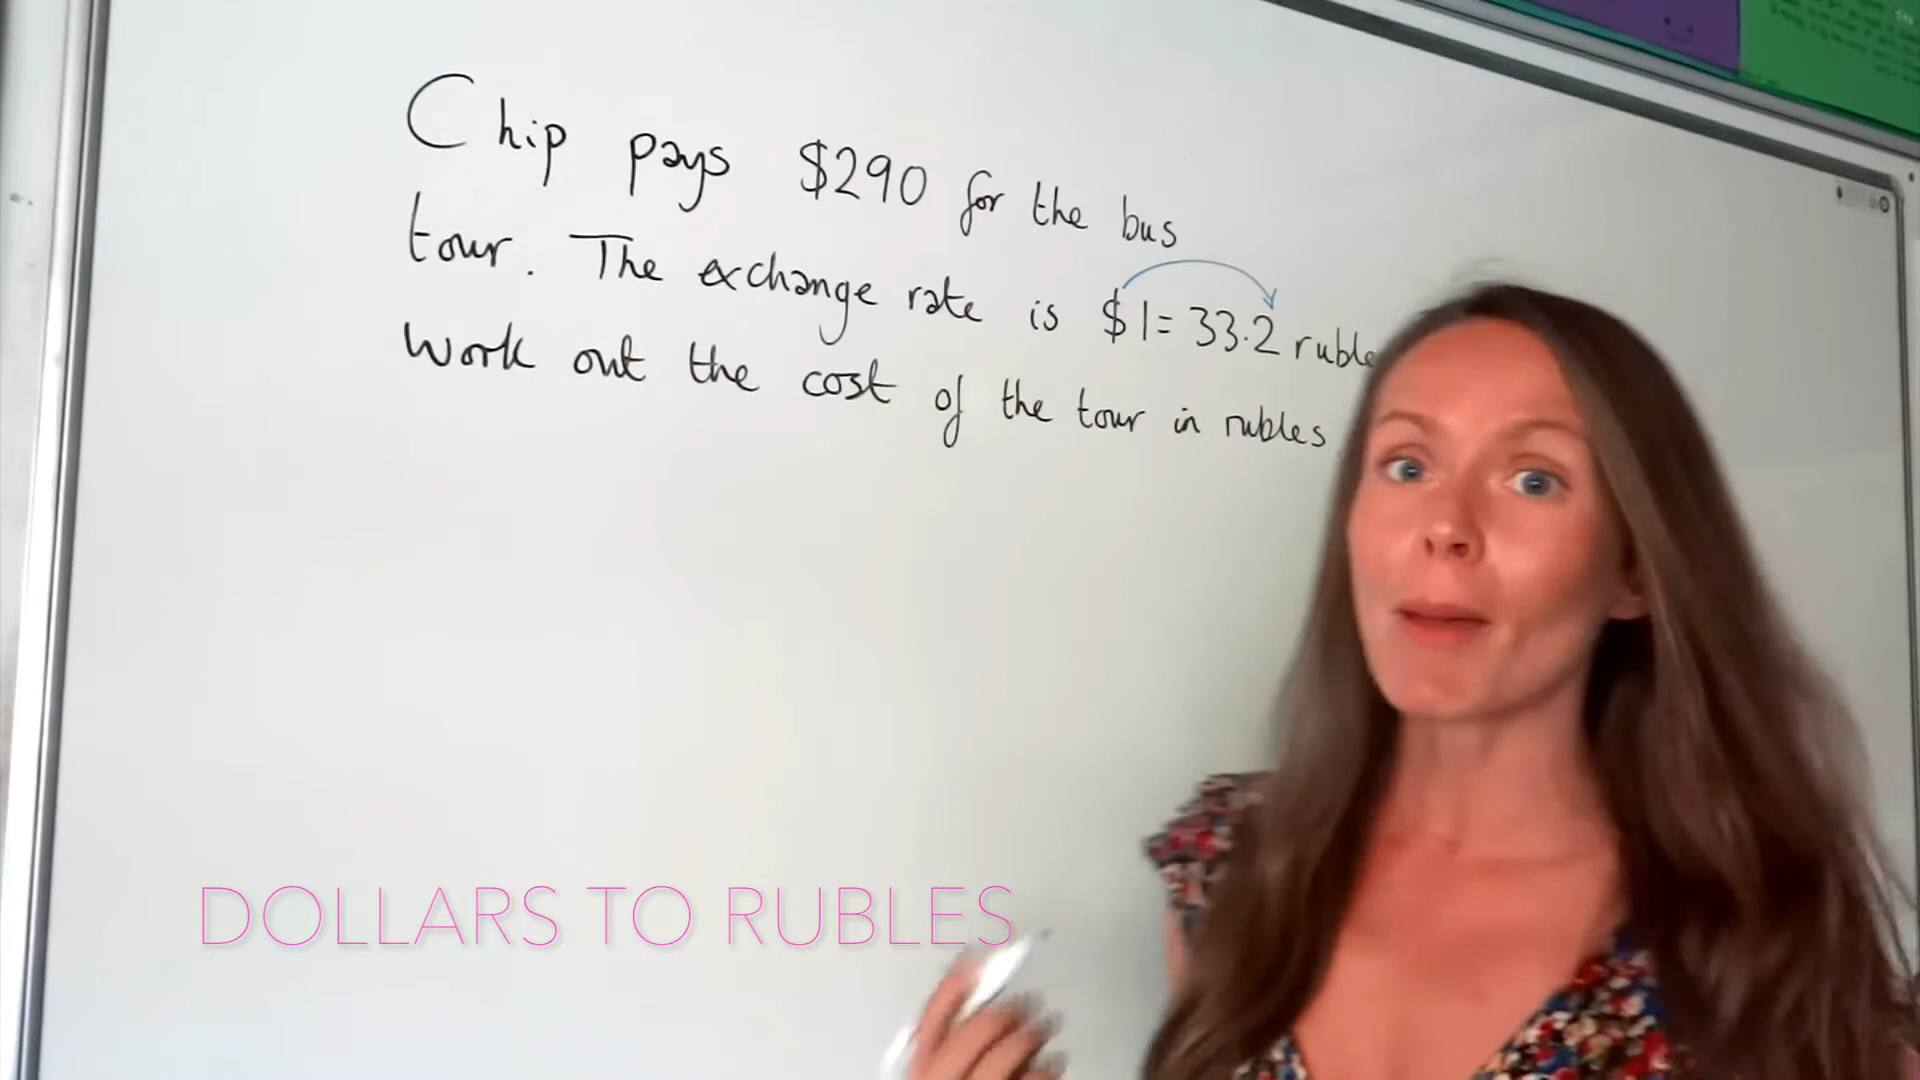 Chip pays $290 for the bus
tour. The exchange rate is $1 = 33.2 ruble
Work out the cost of the tour in rubles
DOLLARS TO RUBLES